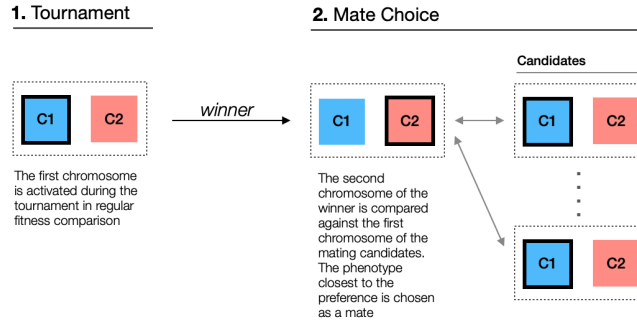 1. Tournament
2. Mate Choice
Candidates
C1 C2
winner
C1 C2
C1 C2
The first chromosome
is activated during the
tournament in regular
fitness comparison
The second
chromosome of the
winner is compared
against the first
chromosome of the
mating candidates.
The phenotype
closest to the
preference is chosen
as a mate
C1 C2